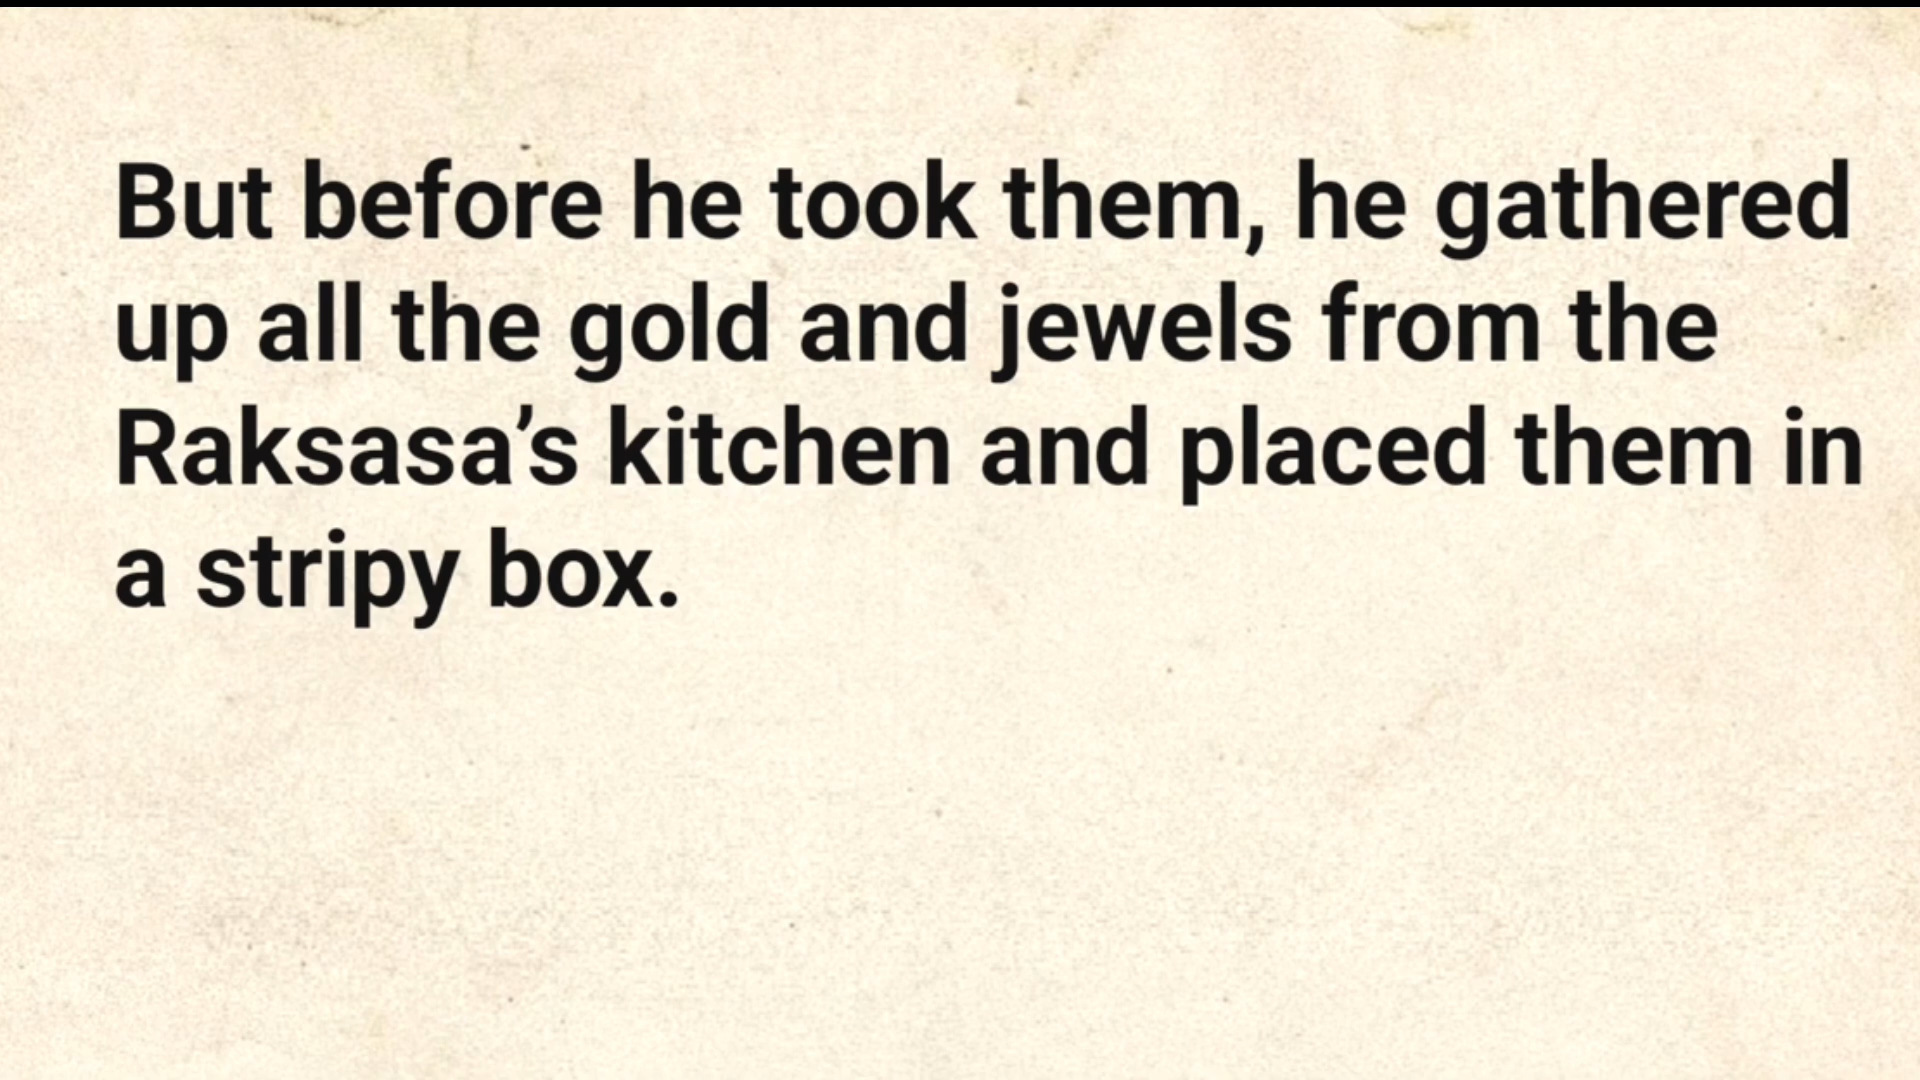 But before he took them, he gathered
up all the gold and jewels from the
Raksasa’s kitchen and placed them in
a stripy box.